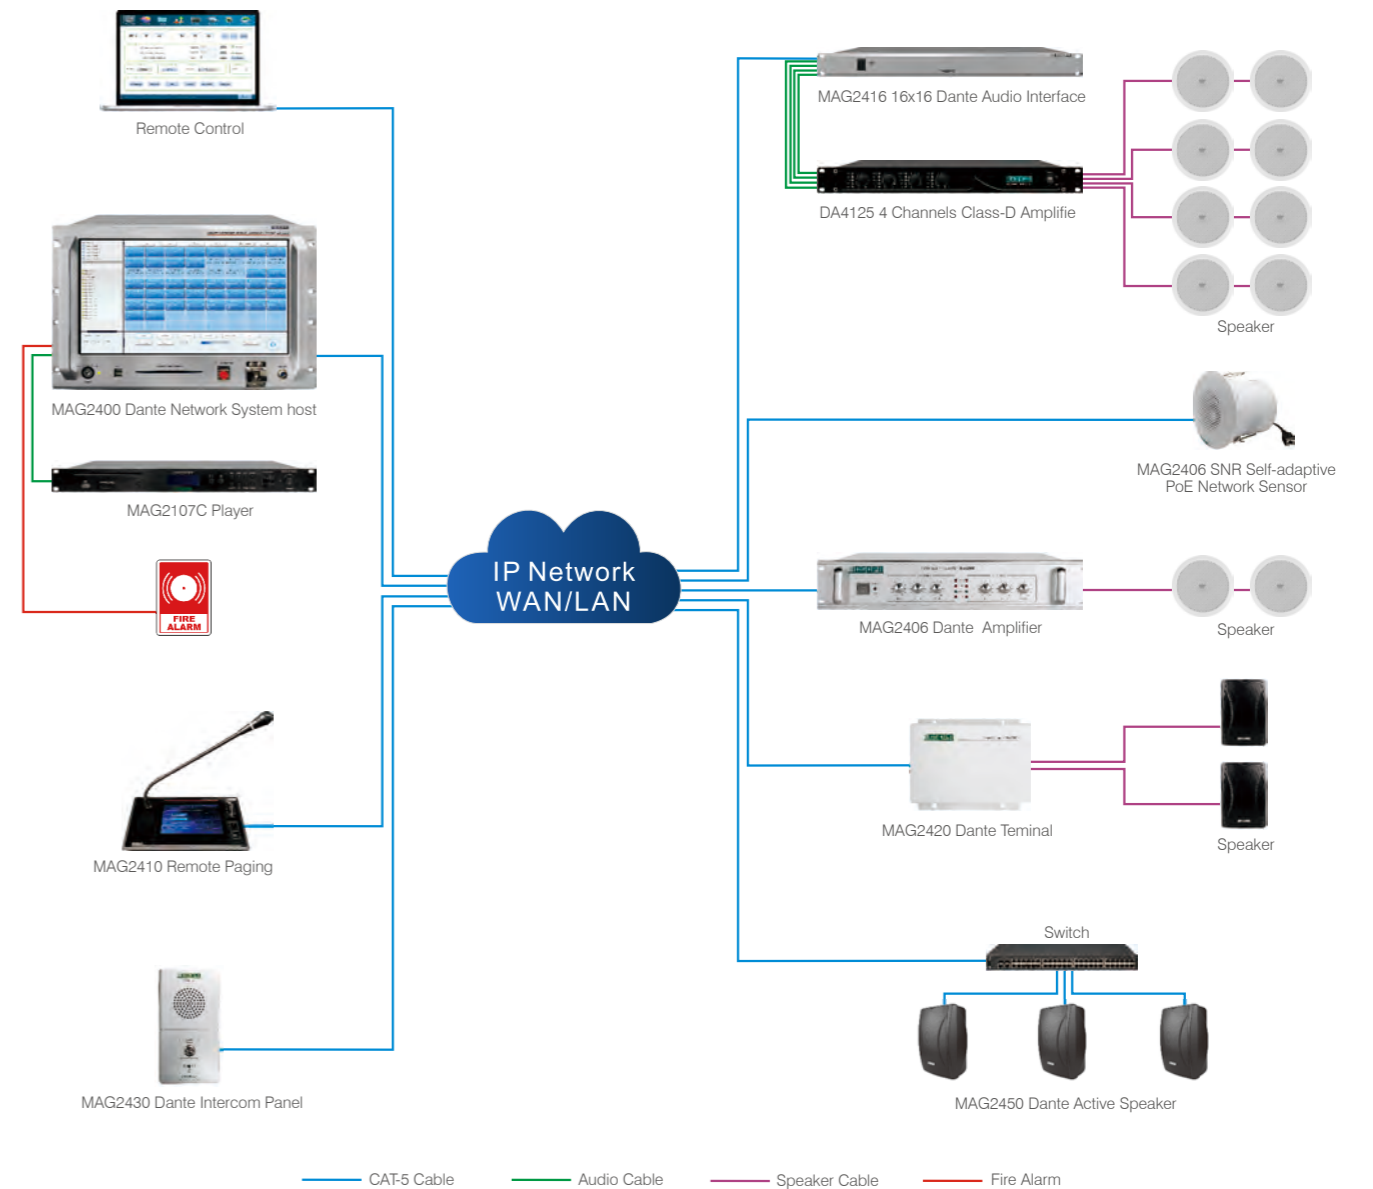 Remote Control
MAG2400 Dante Network System host
MAG2107C Player
FIRE
ALARM
MAG2410 Remote Paging
MAG2430 Dante Intercom Panel
IP Network
WAN/LAN
MAG2416 16x16 Dante Audio Interface
DA4125 4 Channels Class-D Amplifie
Speaker
MAG2406 SNR Self-adaptive
PoE Network Sensor
MAG2406 Dante Amplifier
Speaker
MAG2420 Dante Teminal
Speaker
Switch
MAG2450 Dante Active Speaker
CAT-5 Cable
Audio Cable
Speaker Cable
Fire Alarm